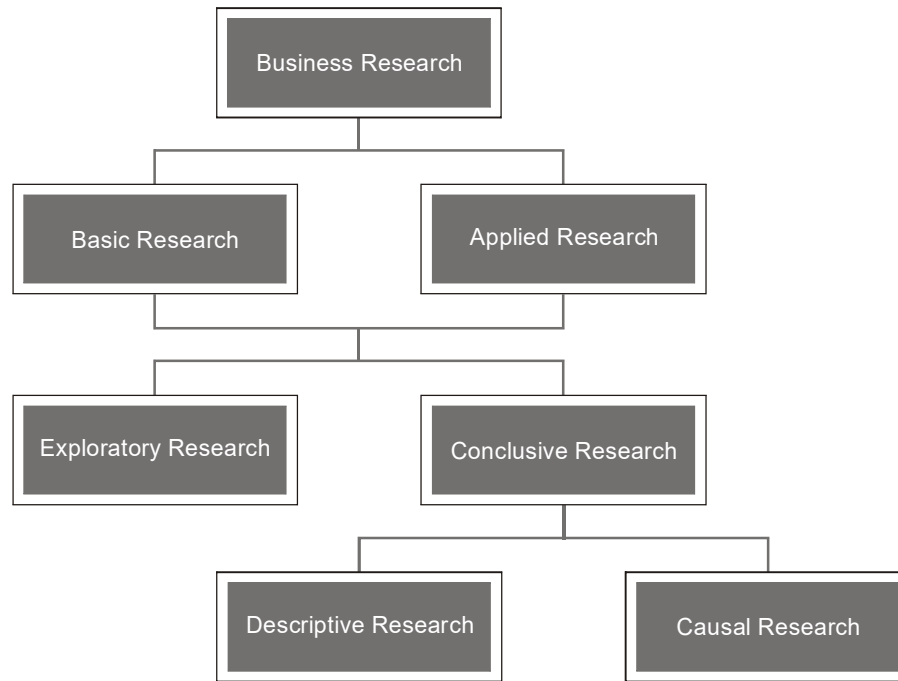 Business Research
Basic Research
Applied Research
Exploratory Research
Conclusive Research
Descriptive Research
Causal Research